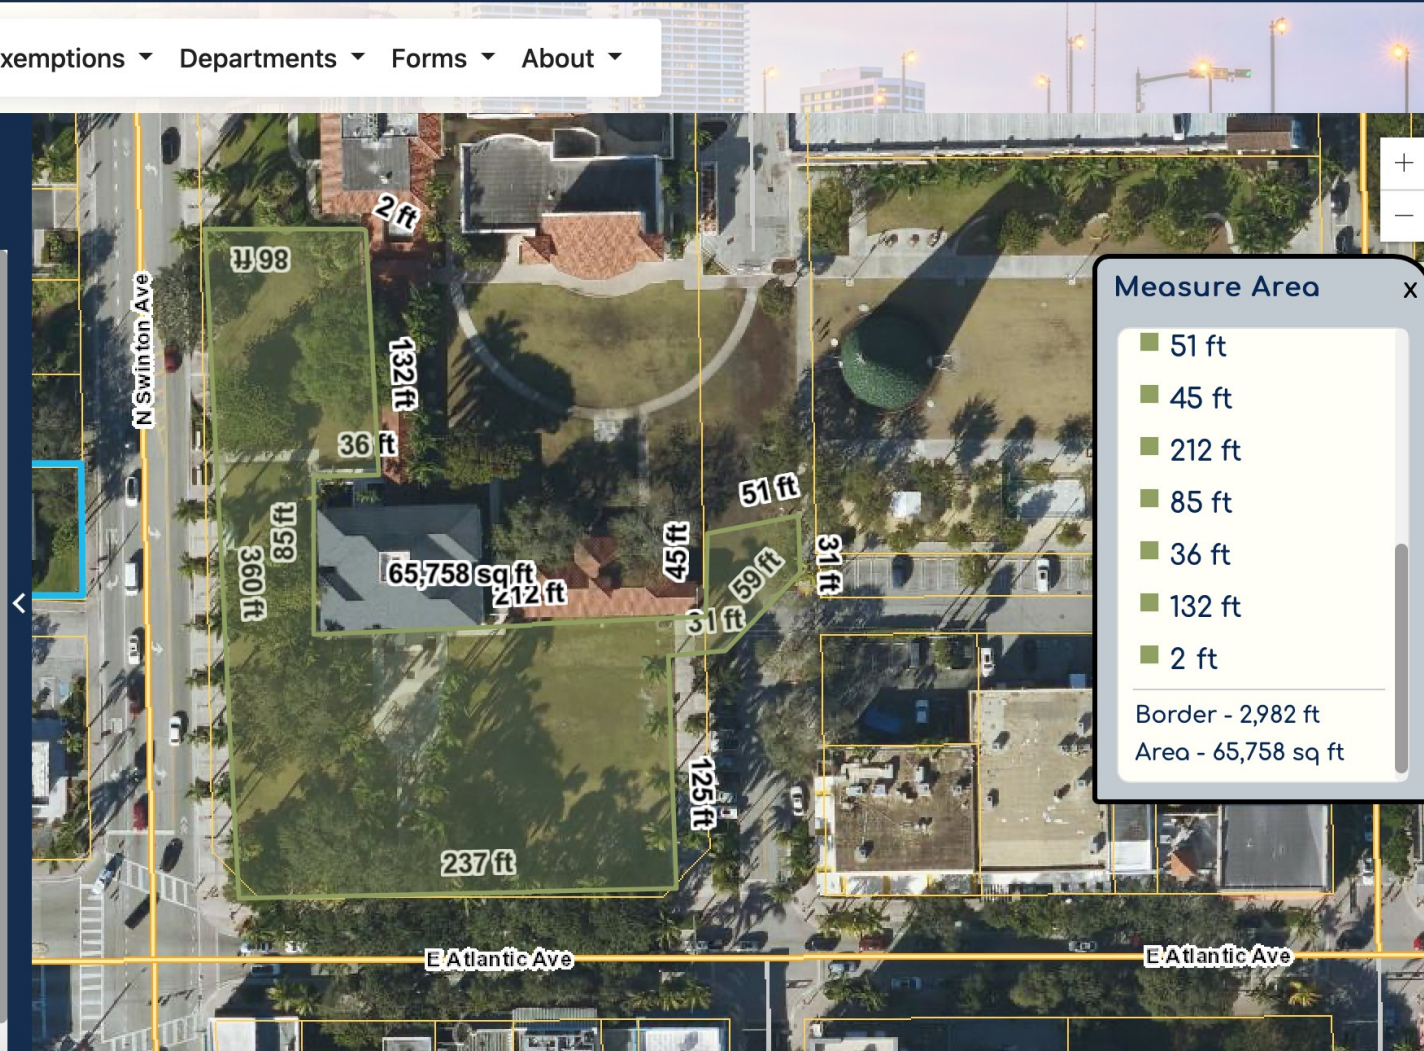 xemptions
Departments
Forms
About
2 ft
86 ft
N Swinton Ave
132 ft
36 ft
51 ft
85 ft
45 ft
360 ft
65,758 sq ft
212 ft
59 ft
31 ft
31 ft
125 ft
237 ft
E Atlantic Ave
E Atlantic Ave
+
−
Measure Area
x
51 ft
45 ft
212 ft
85 ft
36 ft
132 ft
2 ft
Border - 2,982 ft
Area - 65,758 sq ft